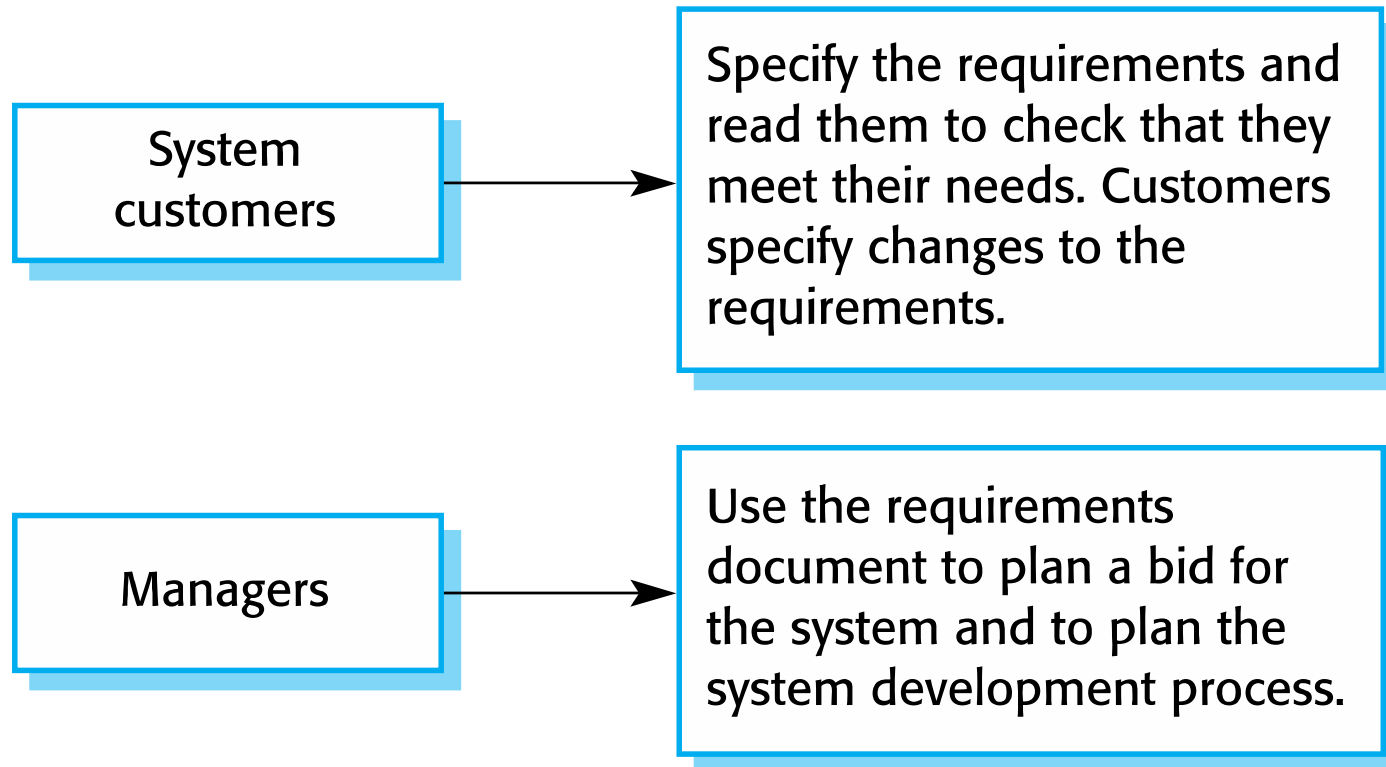 System
customers
Specify the requirements and
read them to check that they
meet their needs. Customers
specify changes to the
requirements.
Managers
Use the requirements
document to plan a bid for
the system and to plan the
system development process.